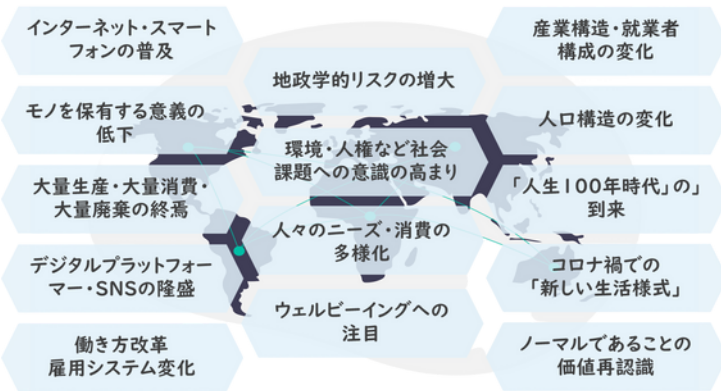 インターネット・スマート
フォンの普及
モノを保有する意義の
低下
大量生産・大量消費・
大量廃棄の終焉
デジタルプラットフォー
マー・SNSの隆盛
働き方改革
雇用システム変化
地政学的リスクの増大
環境・人権など社会
課題への意識の高まり
人々のニーズ・消費の
多様化
ウェルビーイングへの
注目
産業構造・就業者
構成の変化
人口構造の変化
「人生100年時代」の」
到来
コロナ禍での
「新しい生活様式」
ノーマルであることの
価値再認識